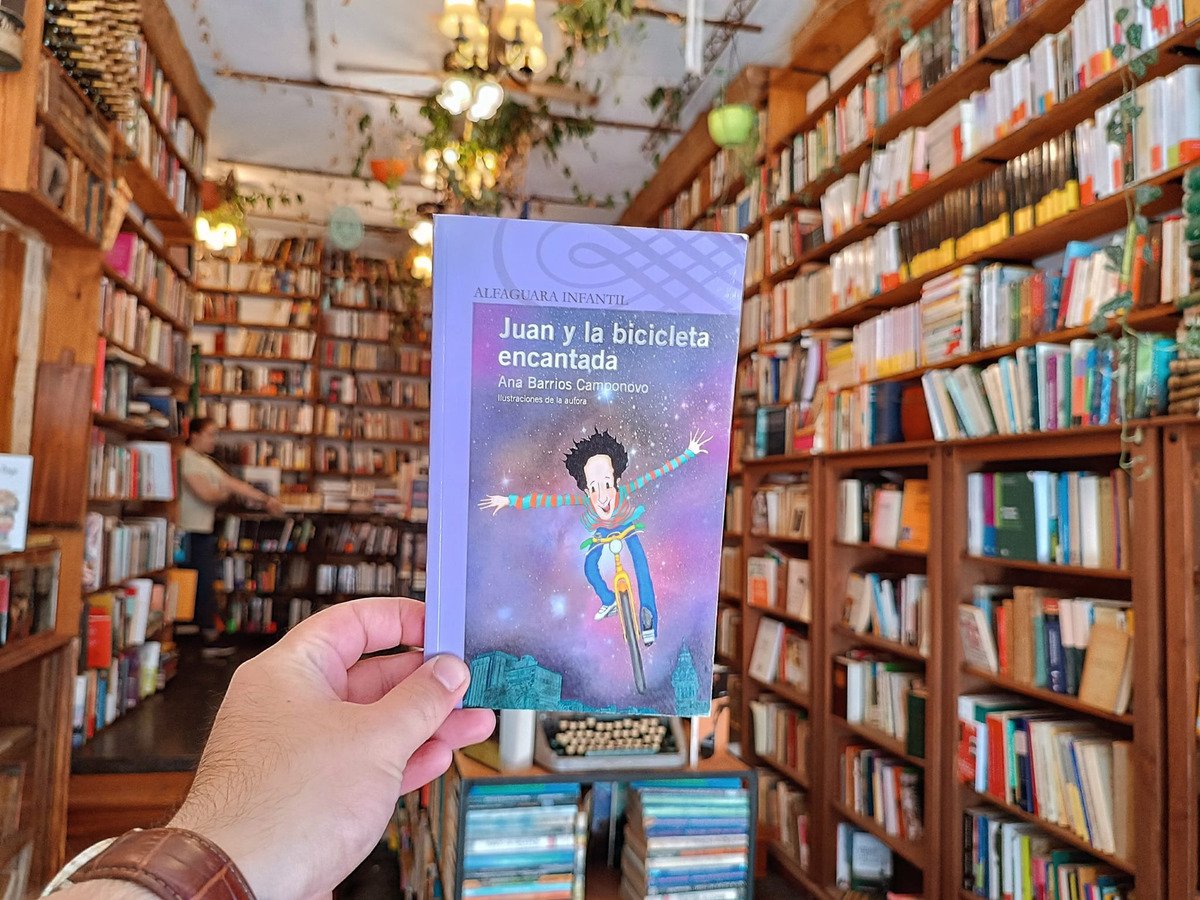 ALFAGUARA INFANTIL
Juan y la bicicleta
encantada
Ana Barrios Camponovo
Ilustraciones de la autora